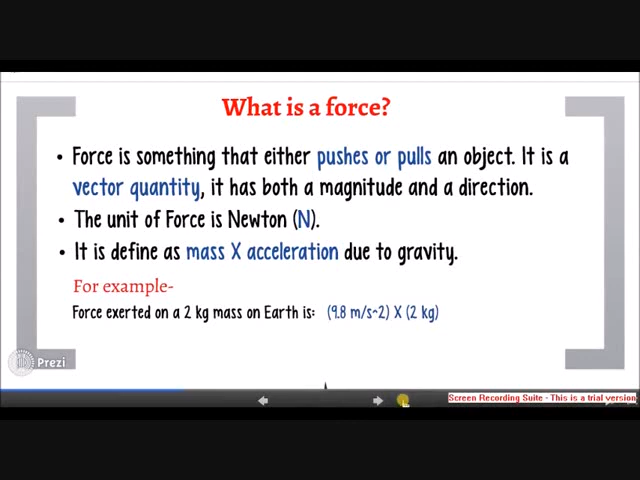 What is a force?
• Force is something that either pushes or pulls an object. It is a
vector quantity, it has both a magnitude and a direction.
• The unit of Force is Newton (N).
• It is define as mass X acceleration due to gravity.
For example-
Force exerted on a 2 kg mass on Earth is: (9.8 m/s^2) X (2 kg)
Prezi
Screen Recording Suite - This is a trial version